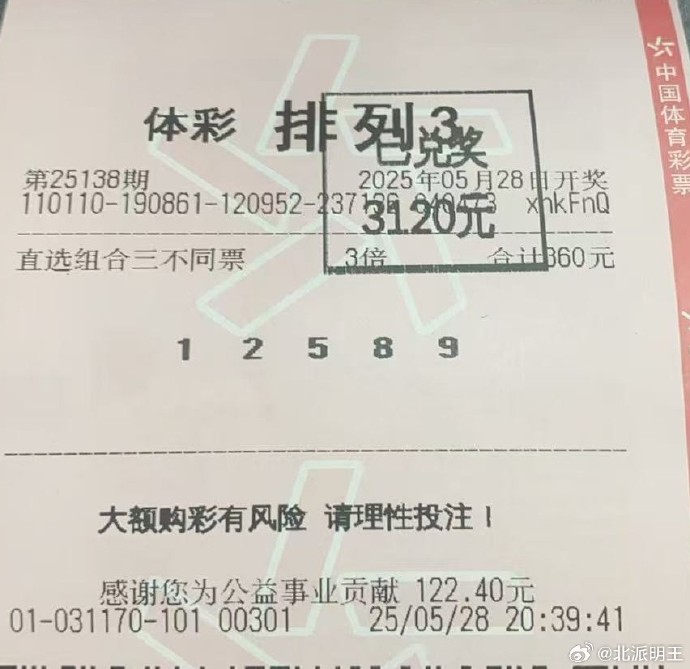 体彩 排列3
已兑奖
第25138期 2025年05月28日开奖
110110-190861-120952-237 xhkFnQ
3120元
直选组合三不同票 3倍 合计360元
1 2 5 8 9
大额购彩有风险 请理性投注!
感谢您为公益事业贡献 122.40元
01-031170-101 00301 25/05/28 20:39:41
中国体育彩票
@北派明王